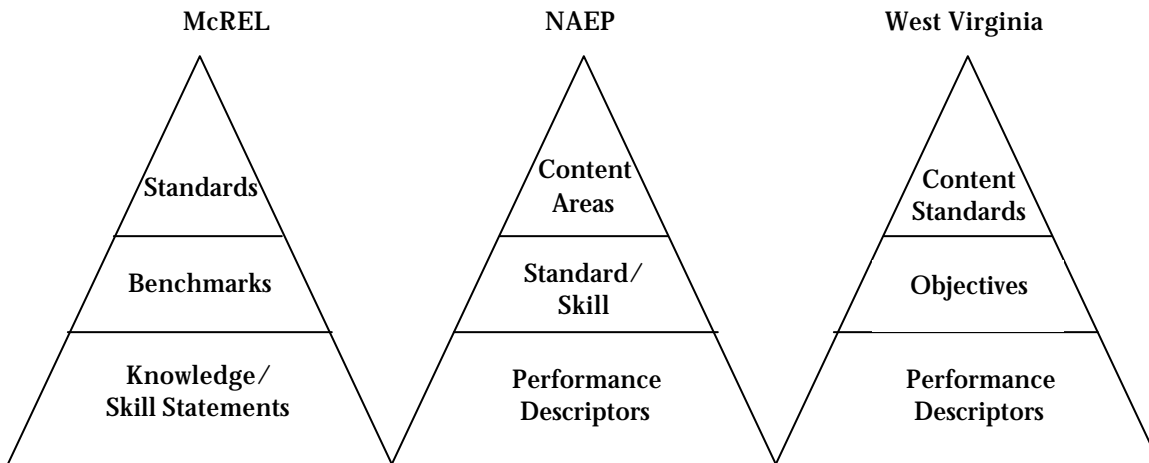 McREL
NAEP
West Virginia
Standards
Content
Areas
Content
Standards
Benchmarks
Standard/
Skill
Objectives
Knowledge/
Skill Statements
Performance
Descriptors
Performance
Descriptors